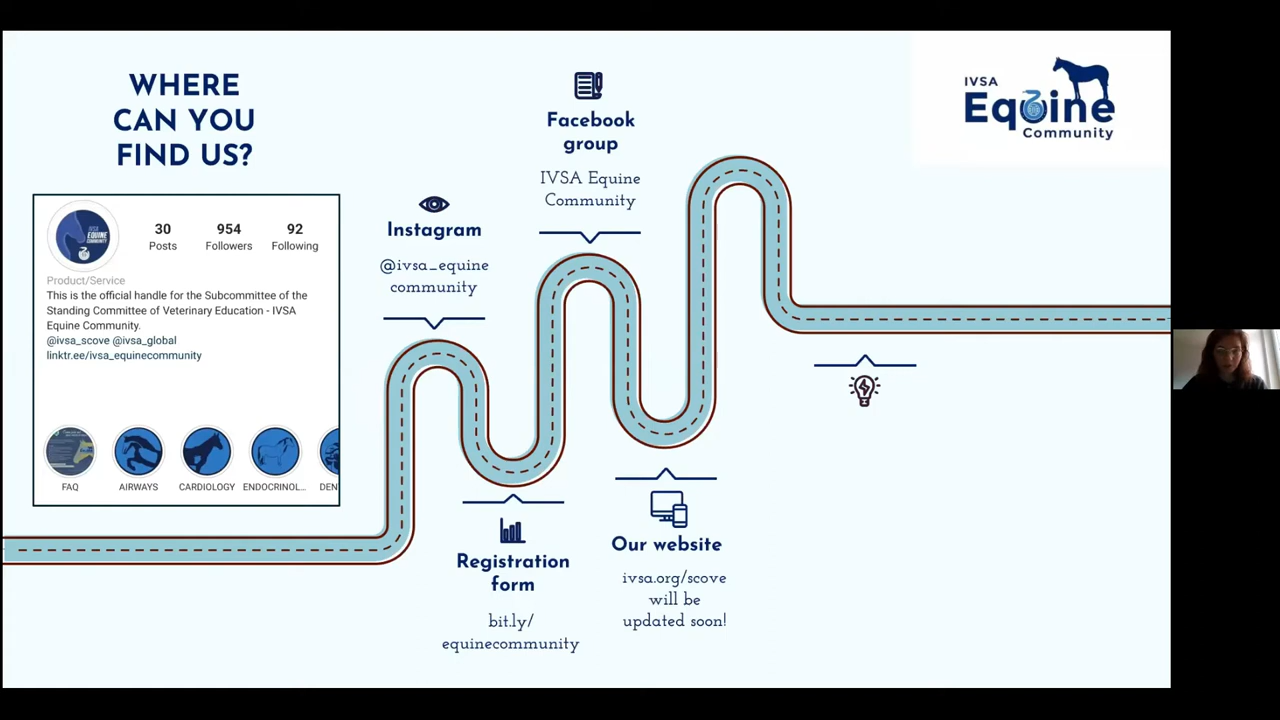 WHERE
CAN YOU
FIND US?
30
954
92
Posts
Followers
Following
Product/Service
This is the official handle for the Subcommittee of the
Standing Committee of Veterinary Education - IVSA
Equine Community.
@ivsa_scove @ivsa_global
linktr.ee/ivsa_equinecommunity
FAQ
AIRWAYS
CARDIOLOGY
ENDOCRINOL...
DEN
IVSA
EQUINE
COMMUNITY
Instagram
@ivsa_equine
community
Registration
form
bit.ly/
equinecommunity
Facebook
group
IVSA Equine
Community
Our website
ivsa.org/scove
will be
updated soon!
IVSA
Equine
Community